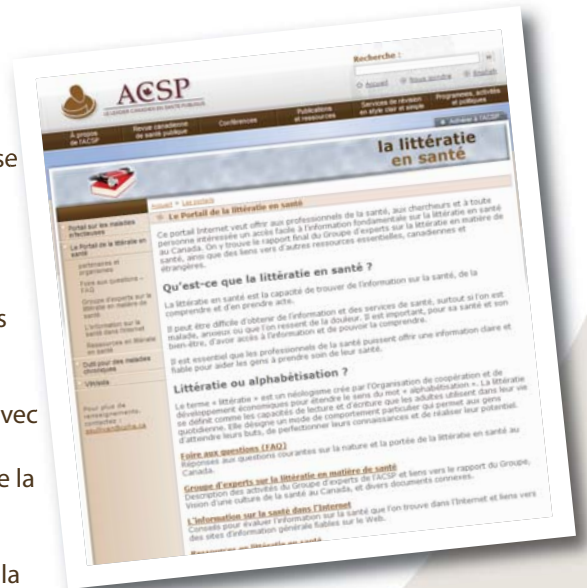 se
s
vec
e la
la
ACSP
LE LEADER CANADIEN EN SANTÉ PUBLIQUE
Recherche :
Accueil
Nous joindre
English
À propos de l'ACSP
Revue canadienne de santé publique
Conférences
Publications et ressources
Services de révision en style clair et simple
Programmes, activités et politiques
Adhérer à l'ACSP
la littératie
en santé
Accueil
Les portails
Portail sur les maladies infectieuses
Le Portail de la littératie en santé
partenaires et organismes
Foire aux questions – FAQ
Groupe d'experts sur la littératie en matière de santé
L'information sur la santé dans l'Internet
Ressources en littératie en santé
Outil pour des maladies chroniques
Pour plus de renseignements, contactez :
Le Portail de la littératie en santé
Ce portail Internet veut offrir aux professionnels de la santé, aux chercheurs et à toute
personne intéressée un accès facile à l'information fondamentale sur la littératie en santé
au Canada. On y trouve le rapport final du Groupe d'experts sur la littératie en matière de
santé, ainsi que des liens vers d'autres ressources essentielles, canadiennes et
étrangères.
Qu'est-ce que la littératie en santé ?
La littératie en santé est la capacité de trouver de l'information sur la santé, de la
comprendre et d'en prendre acte.
Il peut être difficile d'obtenir de l'information et des services de santé, surtout si l'on est
malade, anxieux ou que l'on ressent de la douleur. Il est important, pour sa santé et son
bien-être, d'avoir accès à l'information et de pouvoir la comprendre.
Il est essentiel que les professionnels de la santé puissent offrir une information claire et
fiable pour aider les gens à prendre soin de leur santé.
Littératie ou alphabétisation ?
Le terme « littératie » est un néologisme crée par l'Organisation de coopération et de
développement économiques pour étendre le sens du mot « alphabétisation ». La littératie
se définit comme les capacités de lecture et d'écriture que les adultes utilisent dans leur vie
quotidienne. Elle désigne un mode de comportement particulier qui permet aux gens
d'atteindre leurs buts, de perfectionner leurs connaissances et de réaliser leur potentiel.
Foire aux questions (FAQ)
Réponses aux questions courantes sur la nature et la portée de la littératie en santé au
Canada.
Groupe d'experts sur la littératie en matière de santé
Description des activités du Groupe d'experts de l'ACSP et liens vers le rapport du Groupe,
Vision d'une culture de la santé au Canada, et divers documents connexes.
L'information sur la santé dans l'Internet
Conseils pour évaluer l'information sur la santé que l'on trouve dans l'Internet et liens vers
des sites d'information générale fiables sur le Web.
Ressources en littératie en santé